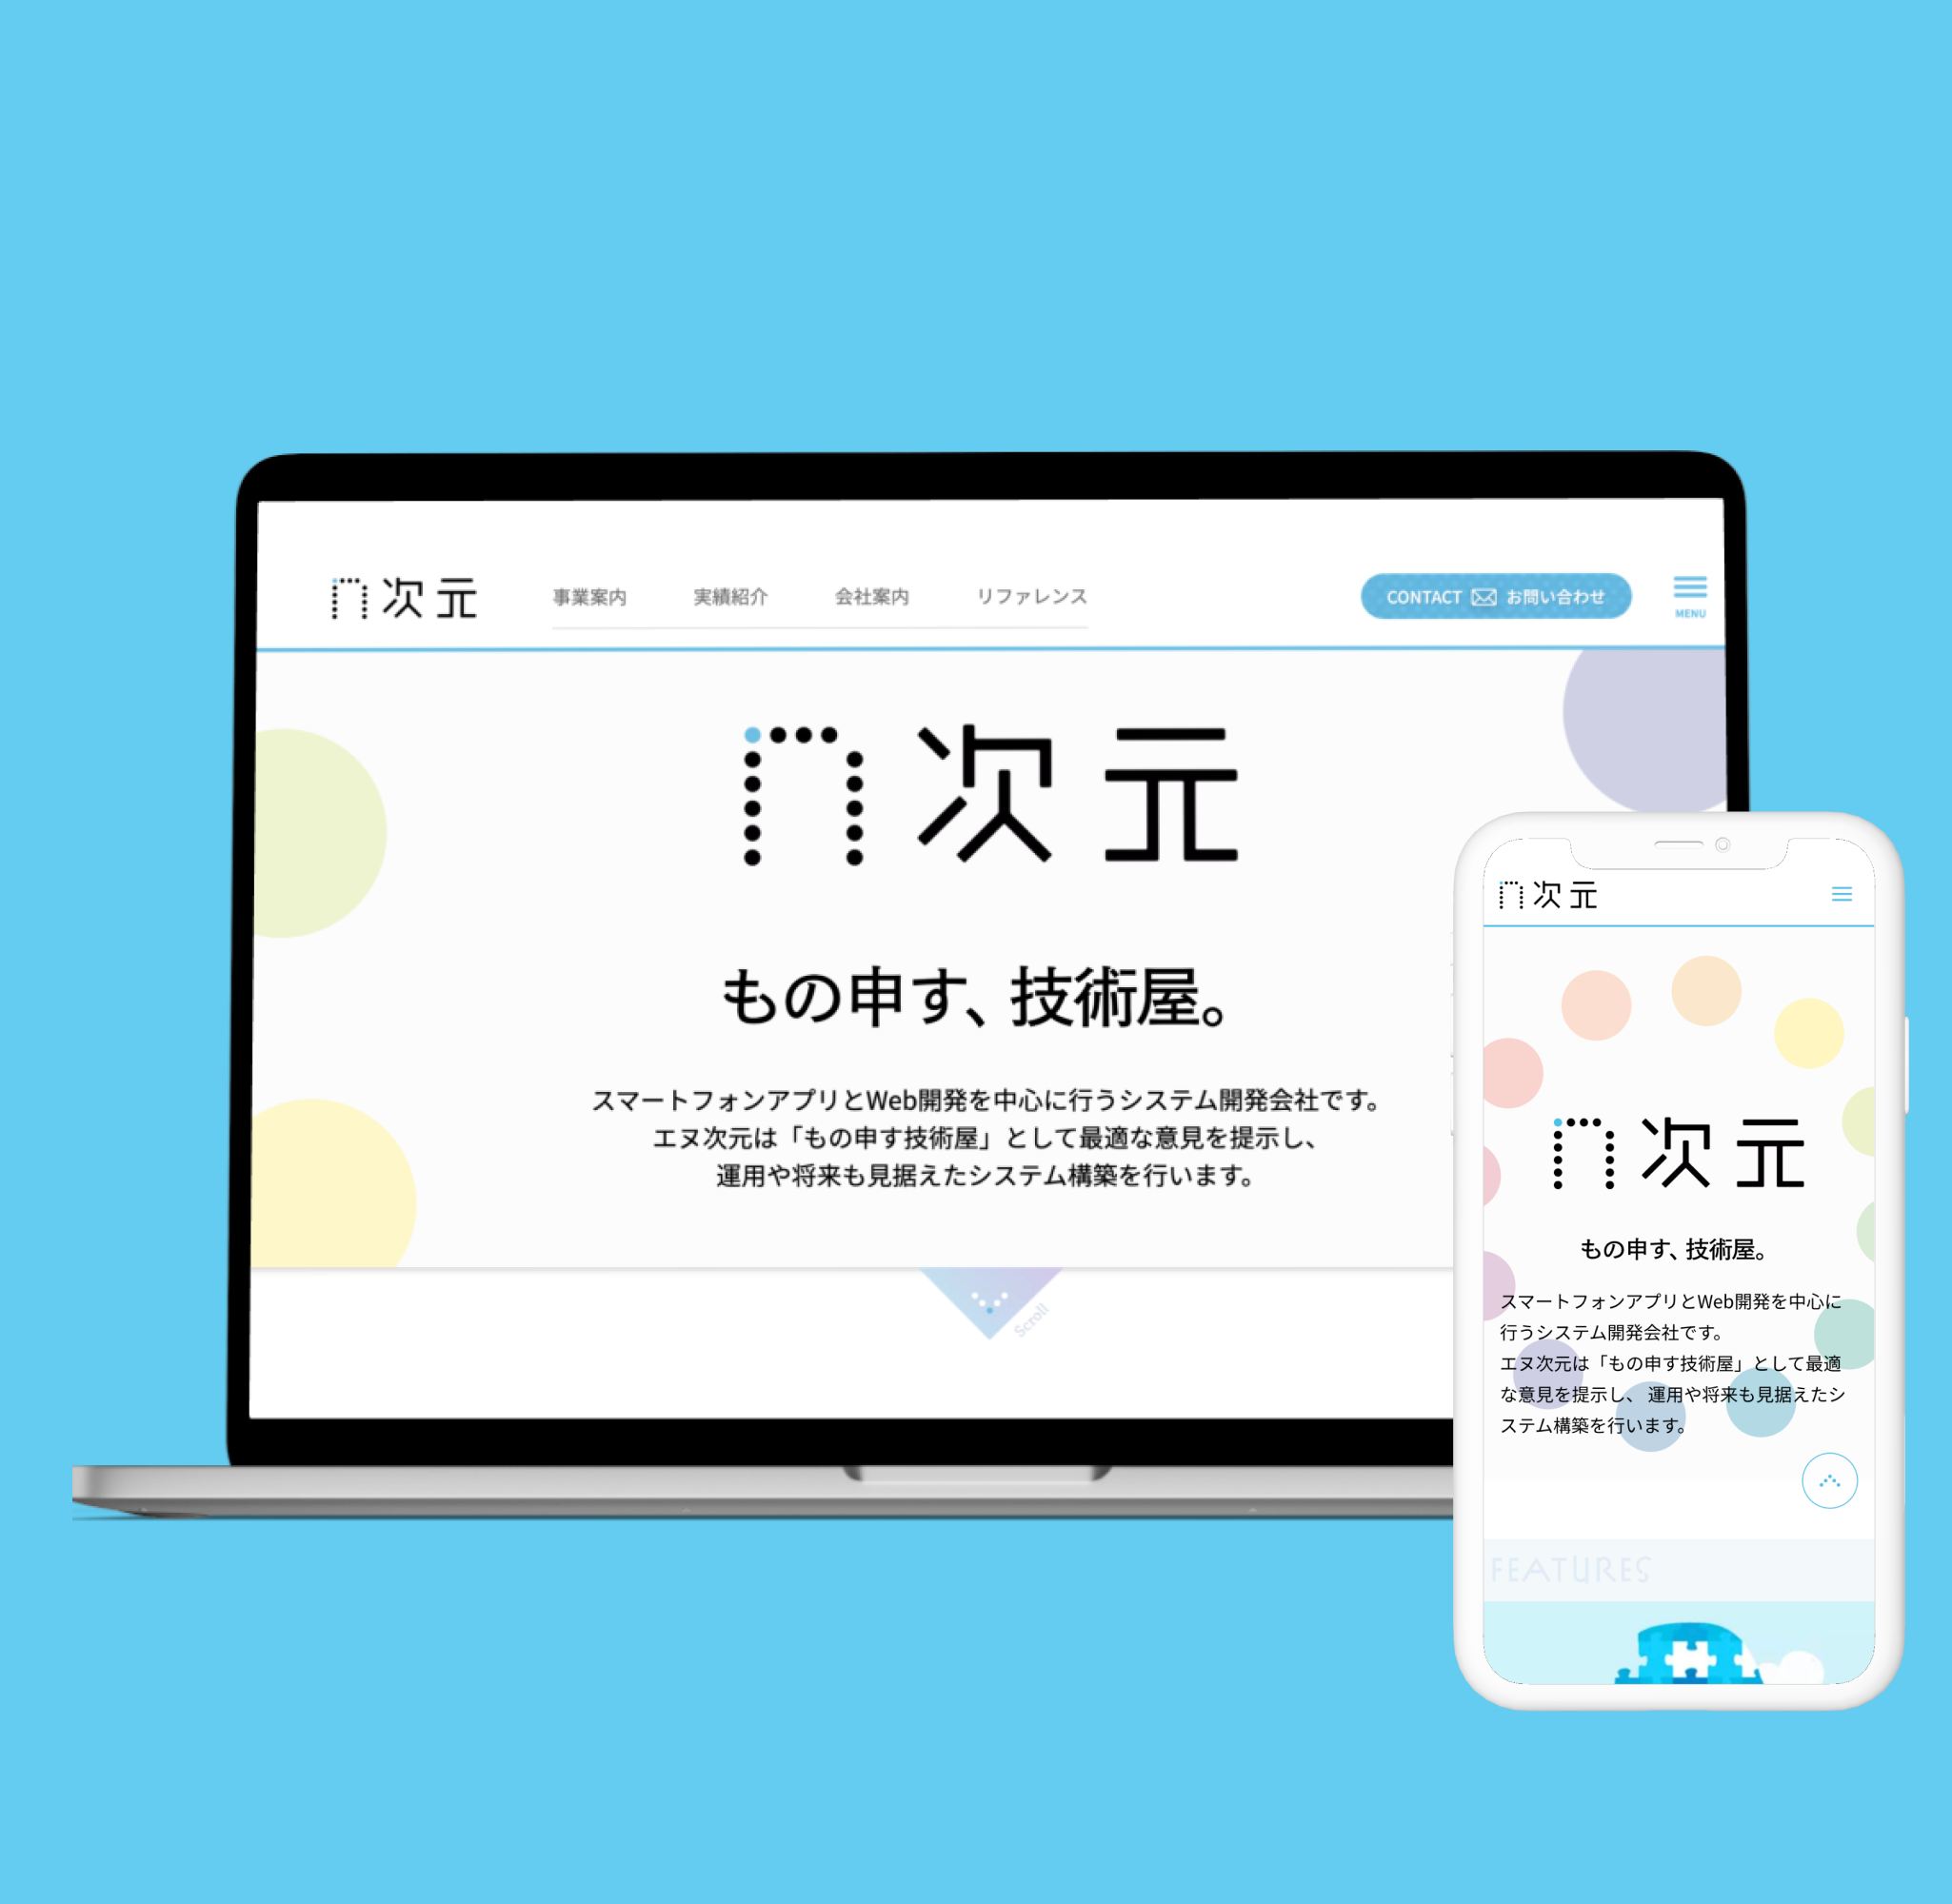 n次元
事業案内 実績紹介 会社案内 リファレンス
CONTACT お問い合わせ
MENU
n次元
もの申す、技術屋。
スマートフォンアプリとWeb開発を中心に行うシステム開発会社です。
エヌ次元は「もの申す技術屋」として最適な意見を提示し、
運用や将来も見据えたシステム構築を行います。
Scroll
n次元
n次元
もの申す、技術屋。
スマートフォンアプリとWeb開発を中心に
行うシステム開発会社です。
エヌ次元は「もの申す技術屋」として最適
な意見を提示し、 運用や将来も見据えたシ
ステム構築を行います。
FEATURES